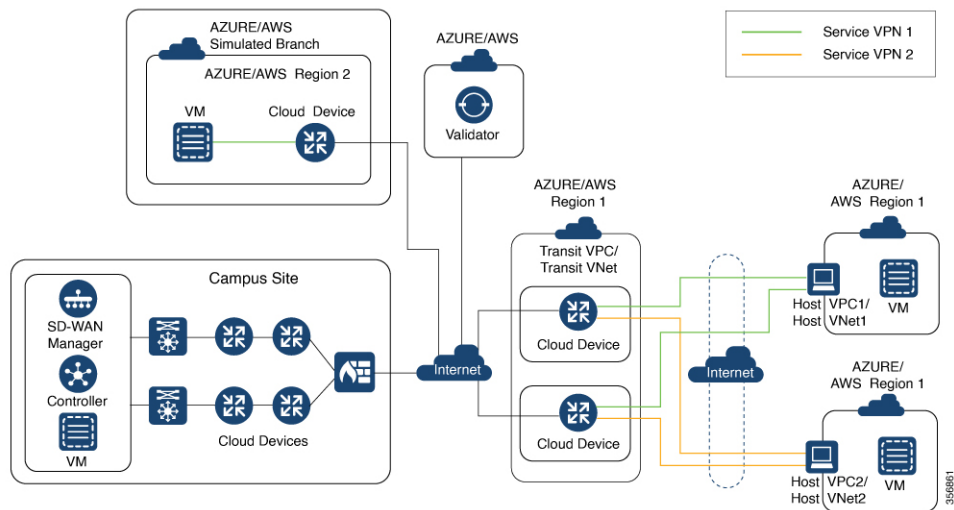 AZURE/AWS
Simulated Branch
AZURE/AWS Region 2
VM
Cloud Device
AZURE/AWS
Validator
Service VPN 1
Service VPN 2
AZURE/AWS
Region 1
Transit VPC/
Transit VNet
Cloud Device
Cloud Device
Campus Site
SD-WAN
Manager
Controller
VM
Cloud Devices
Internet
Internet
AZURE/
AWS Region 1
Host VPC1/
Host VNet1
VM
AZURE/
AWS Region 1
Host VPC2/
Host VNet2
VM
356861